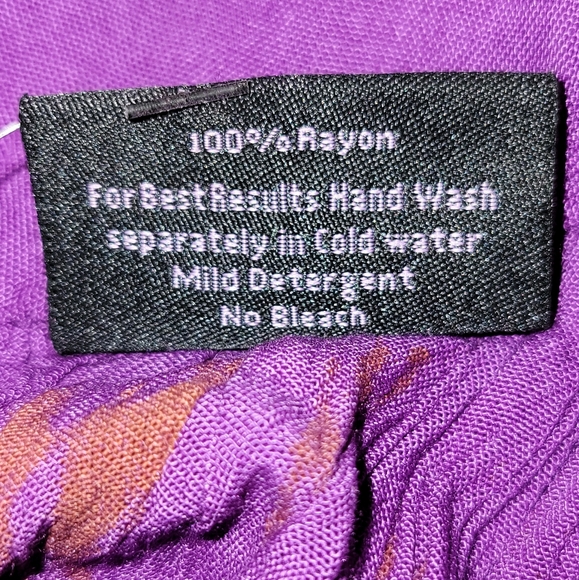 100% Rayon
For Best Results Hand Wash
separately in Cold water
Mild Detergent
No Bleach